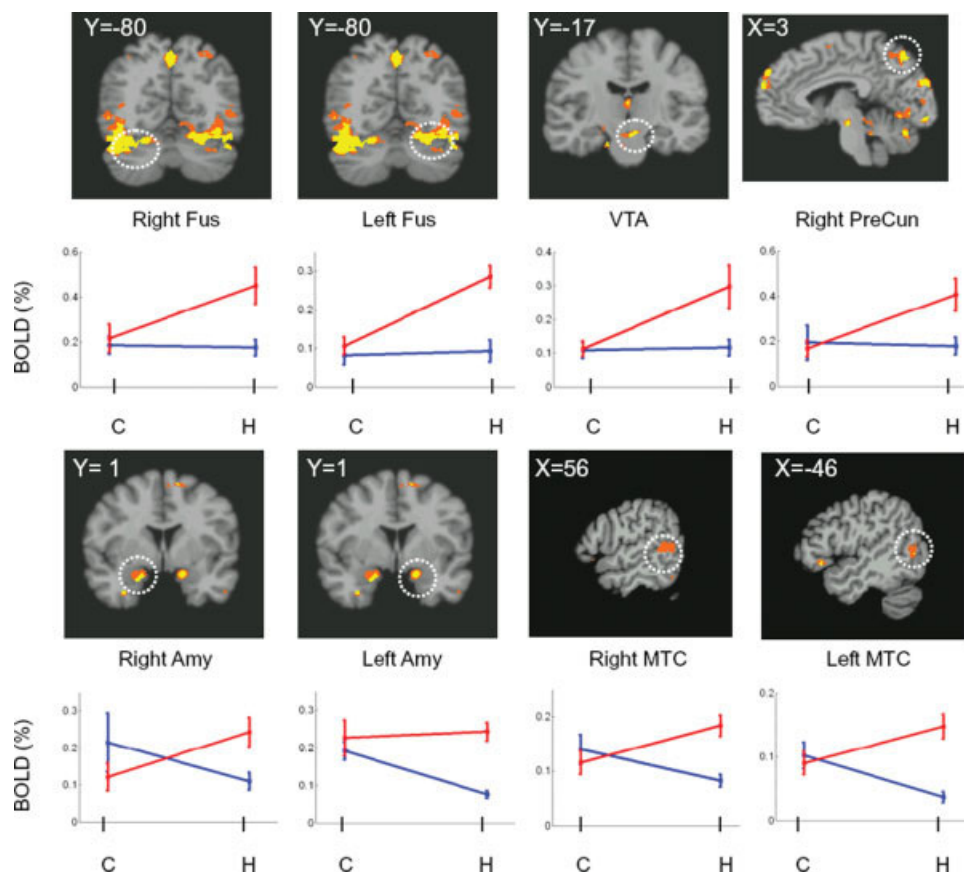 Y=-80 Y=-80 Y=-17 X=3
Right Fus Left Fus VTA Right PreCun
BOLD (%)
0.6 0.4 0.2 0
0.3 0.2 0.1 0
0.4 0.3 0.2 0.1 0
0.6 0.4 0.2 0
C H C H C H C H
Y= 1 Y=1 X=56 X=-46
Right Amy Left Amy Right MTC Left MTC
BOLD (%)
0.3 0.2 0.1 0
0.3 0.2 0.1 0
0.2 0.1 0
0.2 0.1 0
C H C H C H C H